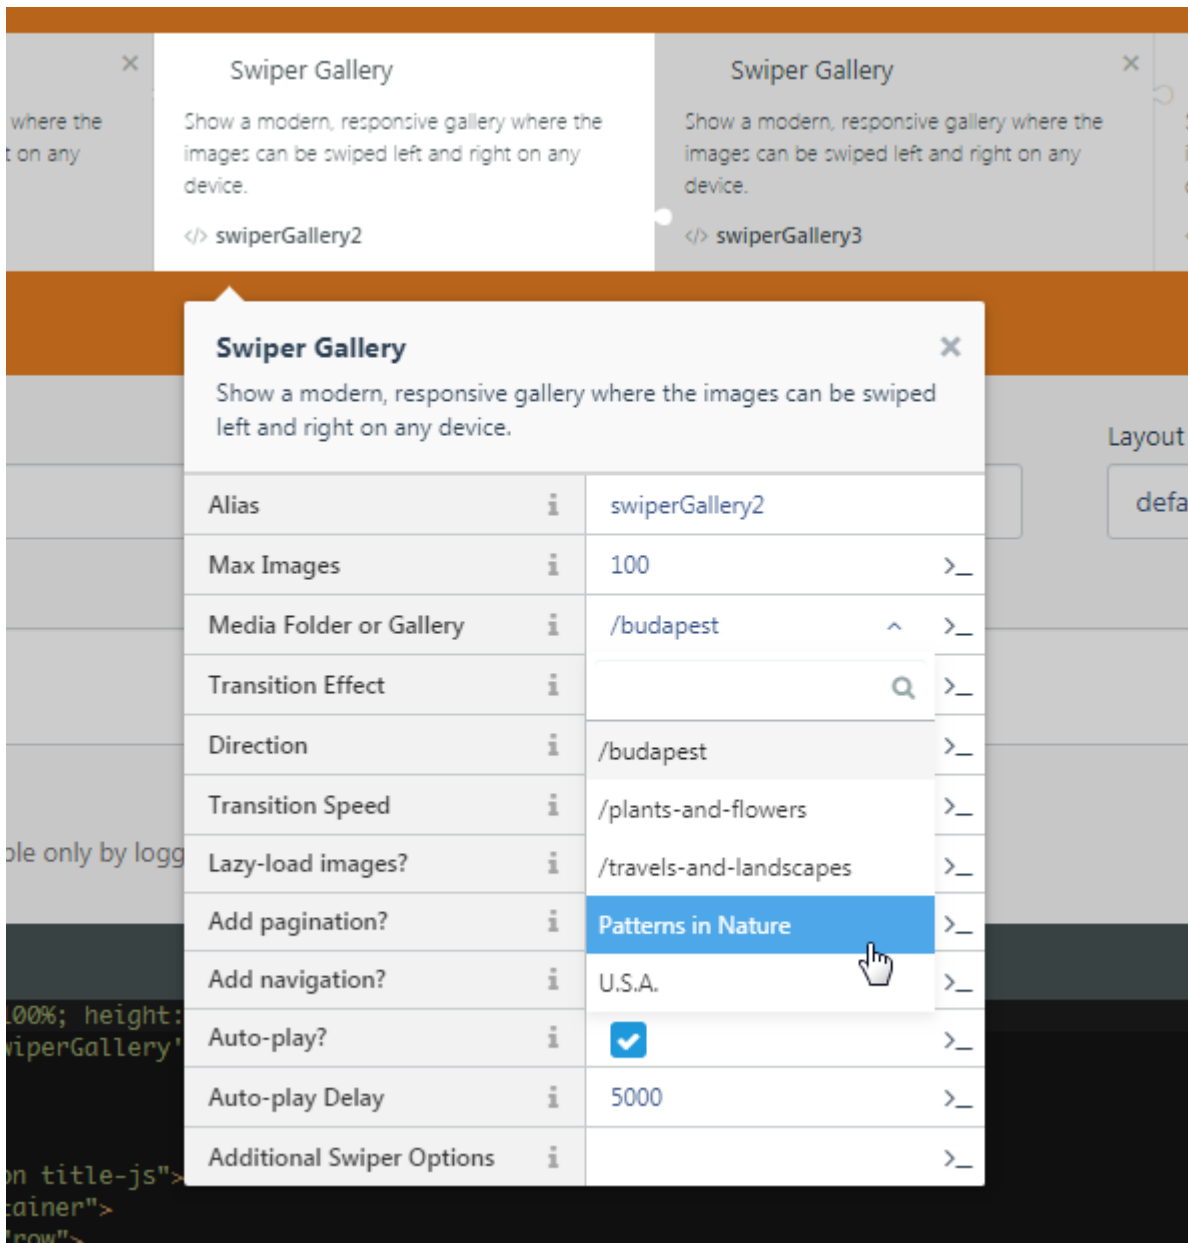 where the
t on any
Swiper Gallery
Show a modern, responsive gallery where the
images can be swiped left and right on any
device.
</> swiperGallery2
Swiper Gallery
Show a modern, responsive gallery where the
images can be swiped left and right on any
device.
</> swiperGallery3
Swiper Gallery
Show a modern, responsive gallery where the images can be swiped
left and right on any device.
Layout
defa
Alias
swiperGallery2
Max Images
100
Media Folder or Gallery
/budapest
Transition Effect
Direction
/budapest
Transition Speed
/plants-and-flowers
Lazy-load images?
/travels-and-landscapes
Add pagination?
Patterns in Nature
Add navigation?
U.S.A.
Auto-play?
Auto-play Delay
5000
Additional Swiper Options
ble only by logg
100%; height:
wiperGallery'
on title-js">
tainer">
"row">